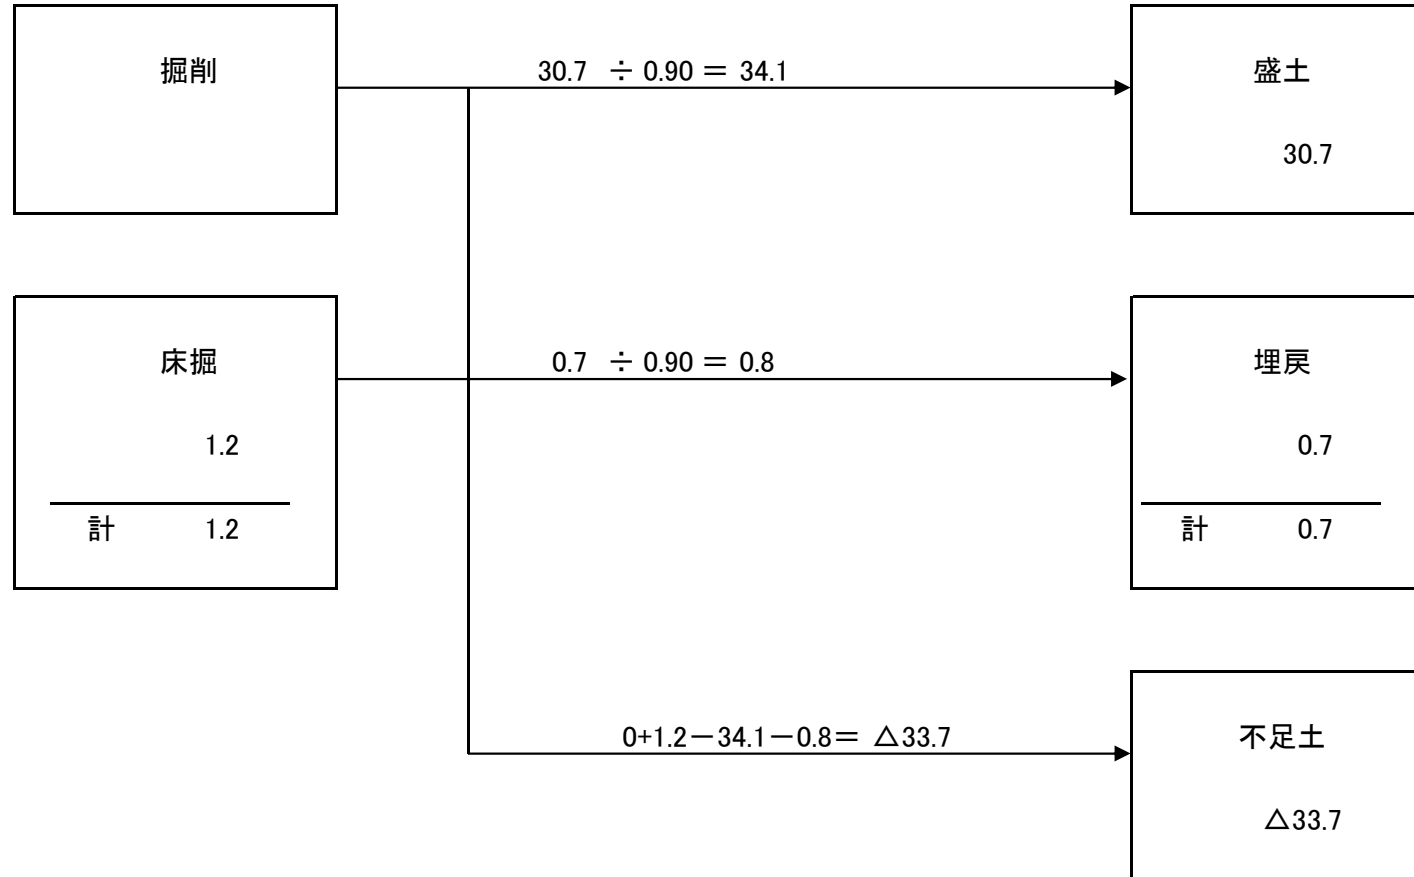 掘削
30.7 ÷ 0.90 ＝ 34.1
盛土
30.7
床掘
0.7 ÷ 0.90 ＝ 0.8
埋戻
1.2
0.7
計 1.2
計 0.7
0+1.2－34.1－0.8＝ △33.7
不足土
△33.7